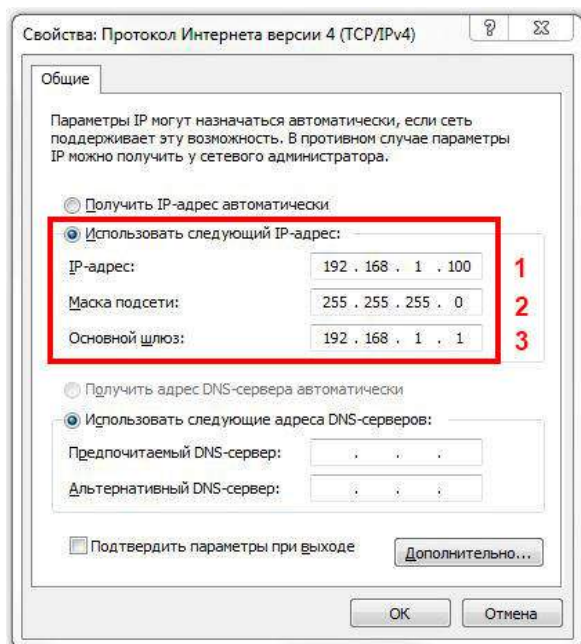 Свойства: Протокол Интернета версии 4 (TCP/IPv4)
Общие
Параметры IP могут назначаться автоматически, если сеть
поддерживает эту возможность. В противном случае параметры
IP можно получить у сетевого администратора.
Получить IP-адрес автоматически
Использовать следующий IP-адрес:
IP-адрес: 192 . 168 . 1 . 100 1
Маска подсети: 255 . 255 . 255 . 0 2
Основной шлюз: 192 . 168 . 1 . 1 3
Получить адрес DNS-сервера автоматически
Использовать следующие адреса DNS-серверов:
Предпочитаемый DNS-сервер: . . .
Альтернативный DNS-сервер: . . .
Подтвердить параметры при выходе
Дополнительно...
ОК Отмена